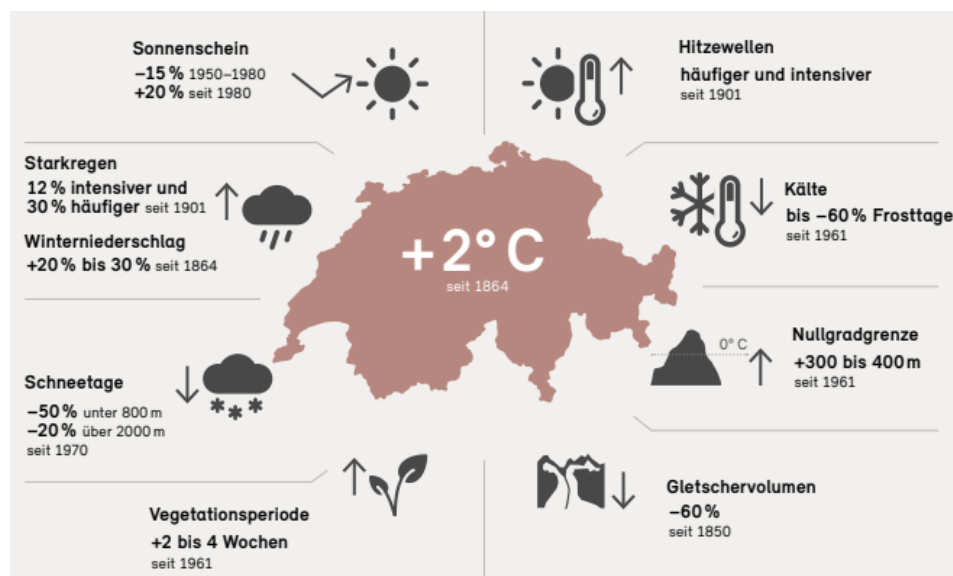 Sonnenschein
–15 % 1950–1980
+20 % seit 1980
Hitzewellen
häufiger und intensiver
seit 1901
Starkregen
12 % intensiver und
30 % häufiger seit 1901
Winterniederschlag
+20 % bis 30 % seit 1864
Kälte
bis –60 % Frosttage
seit 1961
+2° C
seit 1864
Nullgradgrenze
0° C
+300 bis 400 m
seit 1961
Schneetage
–50 % unter 800 m
–20 % über 2000 m
seit 1970
Vegetationsperiode
+2 bis 4 Wochen
seit 1961
Gletschervolumen
–60 %
seit 1850